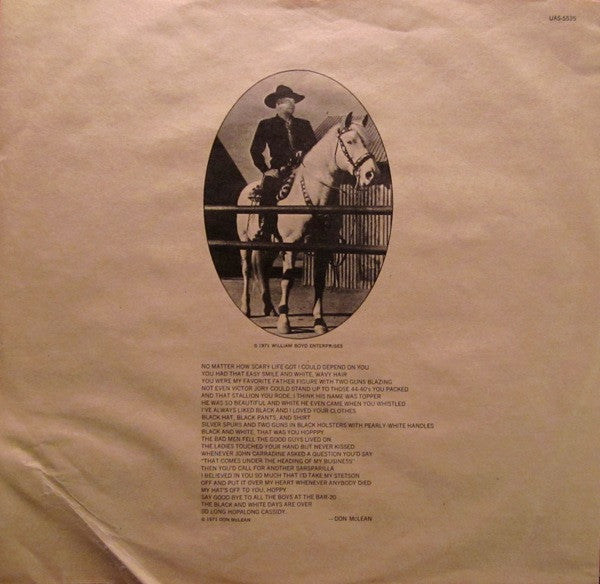 UAS-5535
© 1971 WILLIAM BOYD ENTERPRISES
NO MATTER HOW SCARY LIFE GOT I COULD DEPEND ON YOU
YOU HAD THAT EASY SMILE AND WHITE, WAVY HAIR
YOU WERE MY FAVORITE FATHER FIGURE WITH TWO GUNS BLAZING
NOT EVEN VICTOR JORY COULD STAND UP TO THOSE 44-40's YOU PACKED
AND THAT STALLION YOU RODE, I THINK HIS NAME WAS TOPPER
HE WAS SO BEAUTIFUL AND WHITE HE EVEN CAME WHEN YOU WHISTLED
I'VE ALWAYS LIKED BLACK AND I LOVED YOUR CLOTHES
BLACK HAT, BLACK PANTS, AND SHIRT
SILVER SPURS AND TWO GUNS IN BLACK HOLSTERS WITH PEARLY-WHITE HANDLES
BLACK AND WHITE, THAT WAS YOU HOPPPY.
THE BAD MEN FELL THE GOOD GUYS LIVED ON
THE LADIES TOUCHED YOUR HAND BUT NEVER KISSED
WHENEVER JOHN CARRADINE ASKED A QUESTION YOU'D SAY
"THAT COMES UNDER THE HEADING OF MY BUSINESS"
THEN YOU'D CALL FOR ANOTHER SARSPARILLA
I BELIEVED IN YOU SO MUCH THAT I'D TAKE MY STETSON
OFF AND PUT IT OVER MY HEART WHENEVER ANYBODY DIED
MY HAT'S OFF TO YOU, HOPPY
SAY GOOD BYE TO ALL THE BOYS AT THE BAR-20
THE BLACK AND WHITE DAYS ARE OVER
SO LONG HOPALONG CASSIDY.
© 1971 DON McLEAN – DON McLEAN